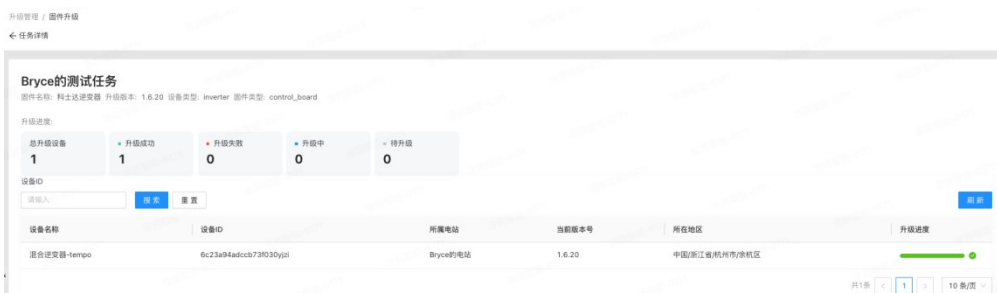 升级管理 / 固件升级
← 任务详情
Bryce的测试任务
固件名称: 科士达逆变器 升级版本: 1.6.20 设备类型: inverter 固件类型: control_board
升级进度:
总升级设备 升级成功 升级失败 升级中 待升级
1 1 0 0 0
设备ID
请输入 搜索 重置 刷新
设备名称 设备ID 所属电站 当前版本号 所在地区 升级进度
混合逆变器-tempo 6c23a94adccb73f030yjzi Bryce的电站 1.6.20 中国/浙江省/杭州市/余杭区
共1条 < 1 > 10 条/页